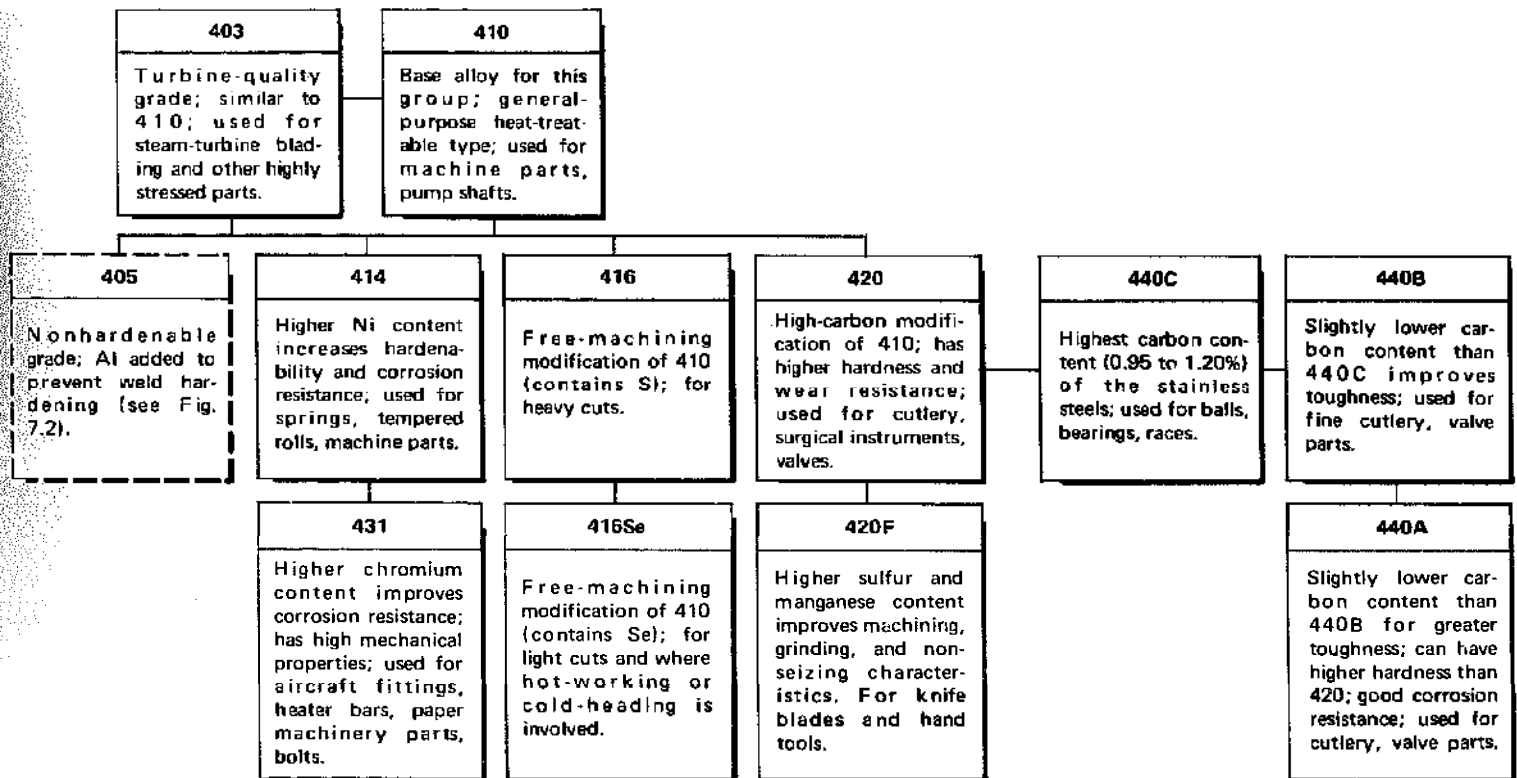 403
Turbine-quality
grade; similar to
410; used for
steam-turbine blad-
ing and other highly
stressed parts.
410
Base alloy for this
group; general-
purpose heat-treat-
able type; used for
machine parts,
pump shafts.
405
Nonhardenable
grade; Al added to
prevent weld har-
dening (see Fig.
7.2).
414
Higher Ni content
increases hardena-
bility and corrosion
resistance; used for
springs, tempered
rolls, machine parts.
416
Free-machining
modification of 410
(contains S); for
heavy cuts.
420
High-carbon modifi-
cation of 410; has
higher hardness and
wear resistance;
used for cutlery,
surgical instruments,
valves.
440C
Highest carbon con-
tent (0.95 to 1.20%)
of the stainless
steels; used for balls,
bearings, races.
440B
Slightly lower car-
bon content than
440C improves
toughness; used for
fine cutlery, valve
parts.
431
Higher chromium
content improves
corrosion resistance;
has high mechanical
properties; used for
aircraft fittings,
heater bars, paper
machinery parts,
bolts.
416Se
Free-machining
modification of 410
(contains Se); for
light cuts and where
hot-working or
cold-heading is
involved.
420F
Higher sulfur and
manganese content
improves machining,
grinding, and non-
seizing character-
istics. For knife
blades and hand
tools.
440A
Slightly lower car-
bon content than
440B for greater
toughness; can have
higher hardness than
420; good corrosion
resistance; used for
cutlery, valve parts.